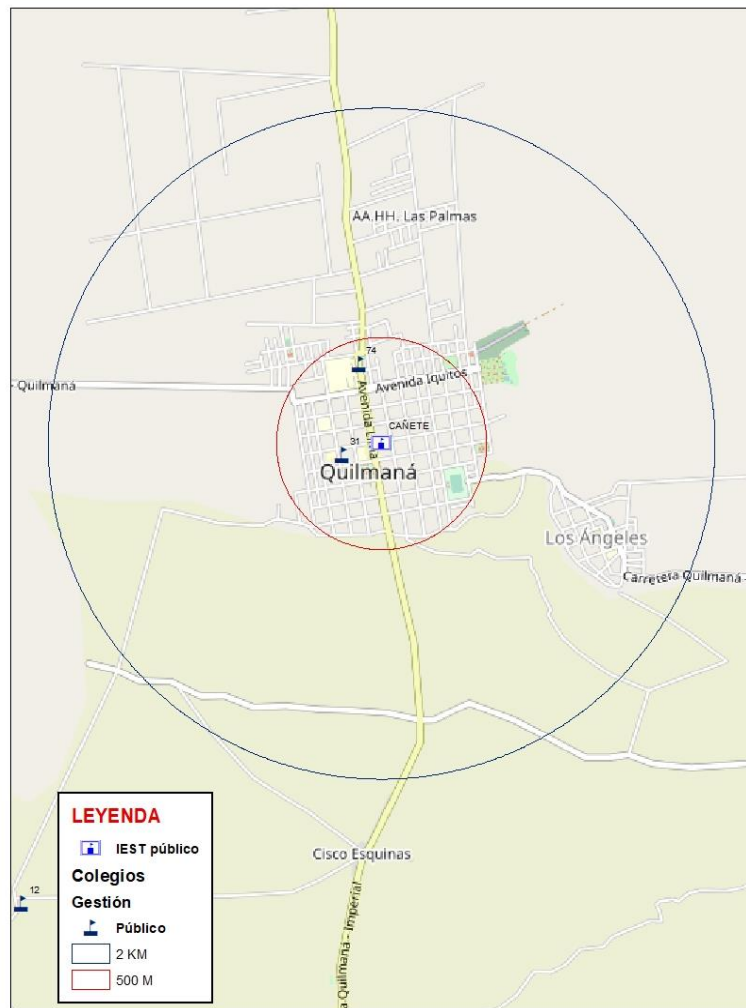 AA.HH. Las Palmas
74
Quilmaná
Avenida Iquitos
Avenida Lima
CAÑETE
31
Quilmaná
Los Ángeles
Carretera Quilmaná -
LEYENDA
IEST público
Colegios
Gestión
Público
2 KM
500 M
Cisco Esquinas
12
a Quilmaná - Imperial